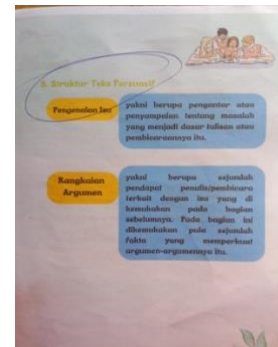 B. Struktur Teks Persuasif
Pengenalan Isu
yakni berupa pengantar atau
penyampaian tentang masalah
yang menjadi dasar tulisan atau
pembicaraannya itu.
Rangkaian
Argumen
yakni berupa sejumlah
pendapat penulis/pembicara
terkait dengan isu yang di
kemukakan pada bagian
sebelumnya. Pada bagian ini
dikemukakan pula sejumlah
fakta yang memperkuat
argumen-argumennya itu.